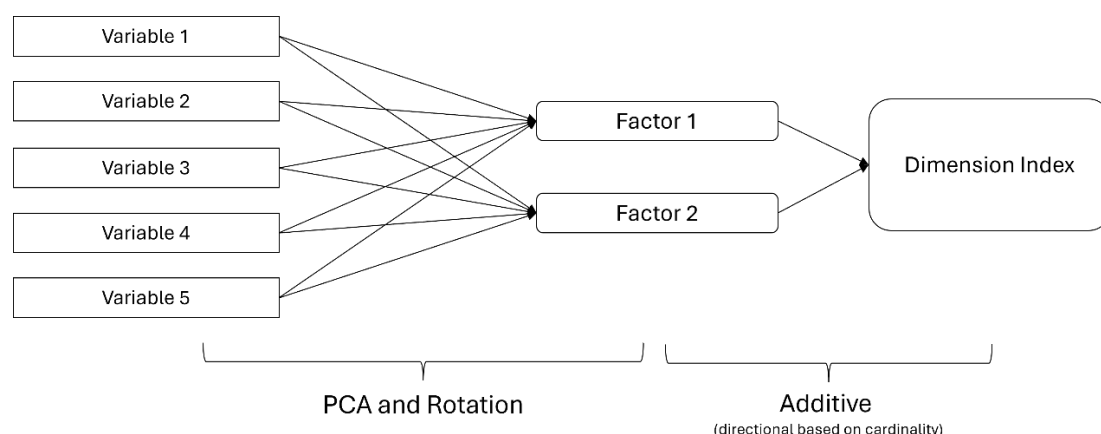 Variable 1
Variable 2
Variable 3
Variable 4
Variable 5
Factor 1
Factor 2
Dimension Index
PCA and Rotation
Additive
(directional based on cardinality)